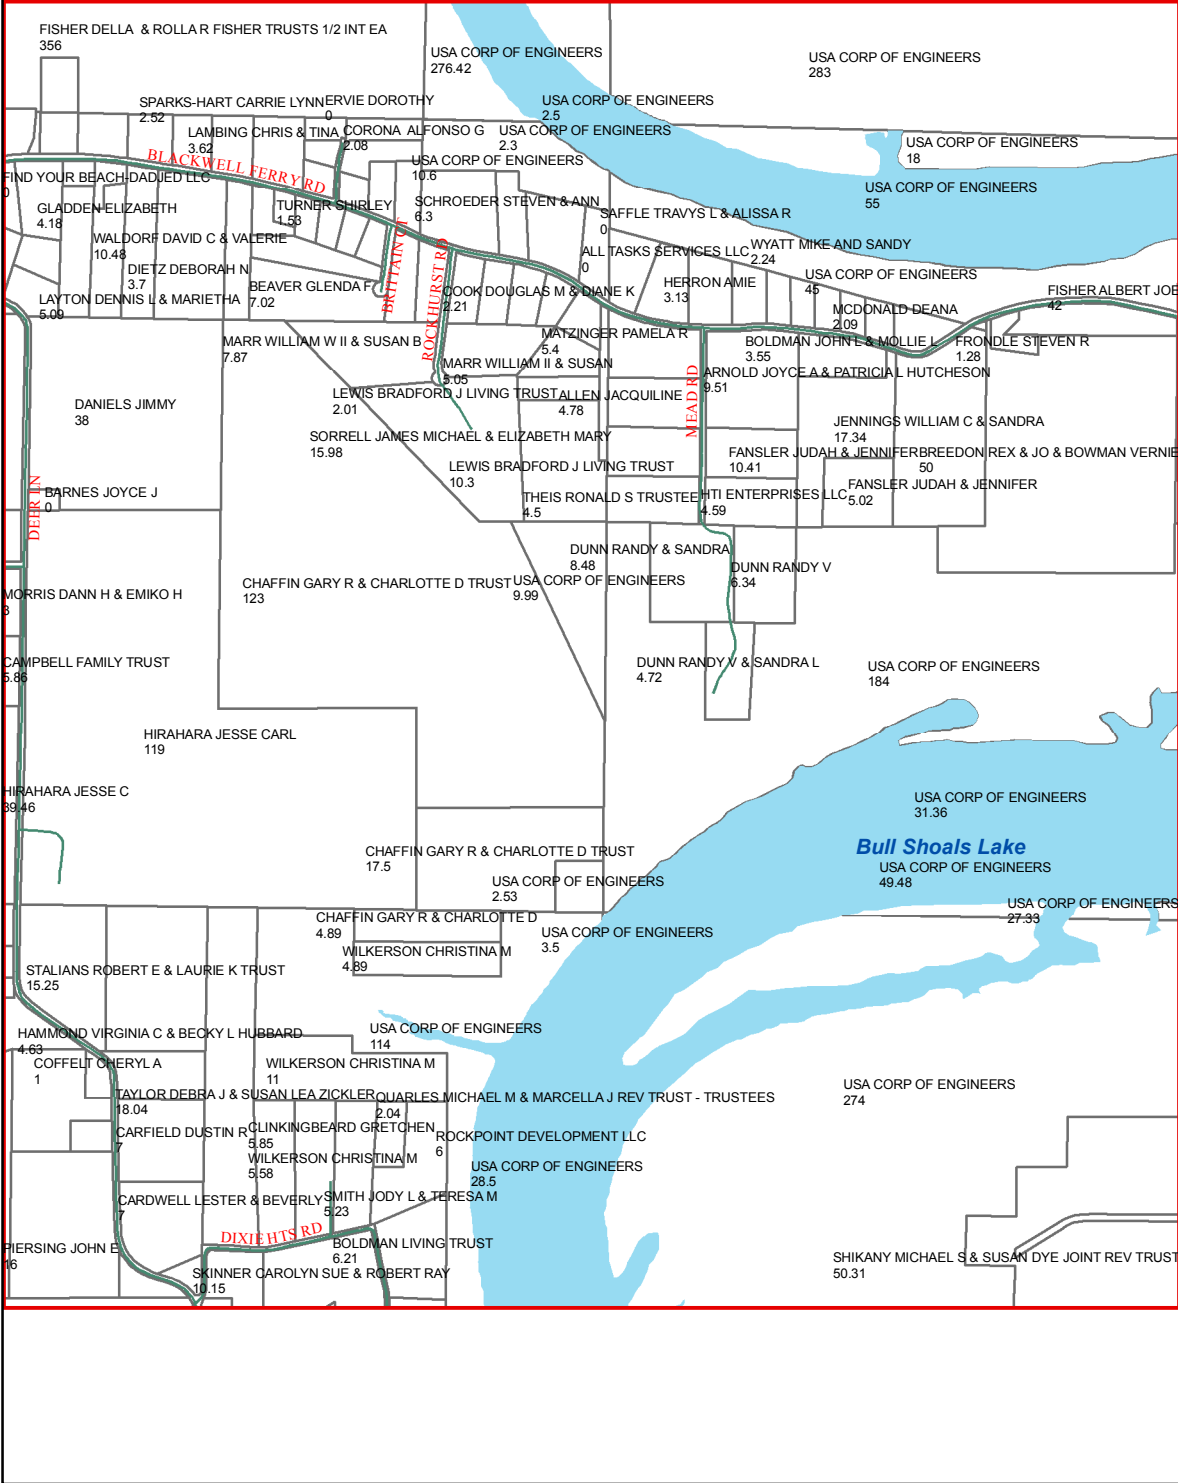 FISHER DELLA & ROLLA R FISHER TRUSTS 1/2 INT EA
356
USA CORP OF ENGINEERS
276.42
USA CORP OF ENGINEERS
283
SPARKS-HART CARRIE LYNN
2.52
ERVIE DOROTHY
0
USA CORP OF ENGINEERS
2.5
LAMBING CHRIS & TINA
3.62
CORONA ALFONSO G
2.08
USA CORP OF ENGINEERS
2.3
USA CORP OF ENGINEERS
18
BLACKWELL FERRY RD
USA CORP OF ENGINEERS
10.6
FIND YOUR BEACH-DADJED LLC
0
USA CORP OF ENGINEERS
55
GLADDEN ELIZABETH
4.18
TURNER SHIRLEY
1.53
SCHROEDER STEVEN & ANN
6.3
SAFFLE TRAVYS L & ALISSA R
0
WALDORF DAVID C & VALERIE
10.48
ALL TASKS SERVICES LLC
0
WYATT MIKE AND SANDY
2.24
DIETZ DEBORAH N
3.7
BEAVER GLENDA F
7.02
BRITTAIN CT
ROCKHURST RD
COOK DOUGLAS M & DIANE K
2.21
HERRON AMIE
3.13
USA CORP OF ENGINEERS
45
FISHER ALBERT JOE
42
LAYTON DENNIS L & MARIETHA
5.09
MCDONALD DEANA
2.09
MARR WILLIAM W II & SUSAN B
7.87
MATZINGER PAMELA R
5.4
BOLDMAN JOHN L & MOLLIE L
3.55
FRONDLE STEVEN R
1.28
MARR WILLIAM II & SUSAN
5.05
ARNOLD JOYCE A & PATRICIA L HUTCHESON
9.51
MEAD RD
LEWIS BRADFORD J LIVING TRUST
2.01
ALLEN JACQUILINE
4.78
DANIELS JIMMY
38
JENNINGS WILLIAM C & SANDRA
17.34
SORRELL JAMES MICHAEL & ELIZABETH MARY
15.98
FANSLER JUDAH & JENNIFER
10.41
BREEDON REX & JO & BOWMAN VERNIE
50
LEWIS BRADFORD J LIVING TRUST
10.3
FANSLER JUDAH & JENNIFER
5.02
DEER LN
BARNES JOYCE J
0
THEIS RONALD S TRUSTEE
4.5
HTI ENTERPRISES LLC
4.59
DUNN RANDY & SANDRA
8.48
DUNN RANDY V
6.34
CHAFFIN GARY R & CHARLOTTE D TRUST
123
USA CORP OF ENGINEERS
9.99
MORRIS DANN H & EMIKO H
3
CAMPBELL FAMILY TRUST
5.86
DUNN RANDY V & SANDRA L
4.72
USA CORP OF ENGINEERS
184
HIRAHARA JESSE CARL
119
HIRAHARA JESSE C
39.46
USA CORP OF ENGINEERS
31.36
Bull Shoals Lake
CHAFFIN GARY R & CHARLOTTE D TRUST
17.5
USA CORP OF ENGINEERS
49.48
USA CORP OF ENGINEERS
2.53
USA CORP OF ENGINEERS
27.33
CHAFFIN GARY R & CHARLOTTE D
4.89
USA CORP OF ENGINEERS
3.5
WILKERSON CHRISTINA M
4.89
STALIANS ROBERT E & LAURIE K TRUST
15.25
HAMMOND VIRGINIA C & BECKY L HUBBARD
4.63
USA CORP OF ENGINEERS
114
COFFELT CHERYL A
1
WILKERSON CHRISTINA M
11
USA CORP OF ENGINEERS
274
TAYLOR DEBRA J & SUSAN LEA ZICKLER
18.04
QUARLES MICHAEL M & MARCELLA J REV TRUST - TRUSTEES
2.04
CARFIELD DUSTIN R
7
CLINKINGBEARD GRETCHEN
5.85
ROCKPOINT DEVELOPMENT LLC
6
WILKERSON CHRISTINA M
5.58
USA CORP OF ENGINEERS
28.5
CARDWELL LESTER & BEVERLY
7
SMITH JODY L & TERESA M
5.23
DIXIE HTS RD
PIERSING JOHN E
16
BOLDMAN LIVING TRUST
6.21
SHIKANY MICHAEL S & SUSAN DYE JOINT REV TRUST
50.31
SKINNER CAROLYN SUE & ROBERT RAY
10.15